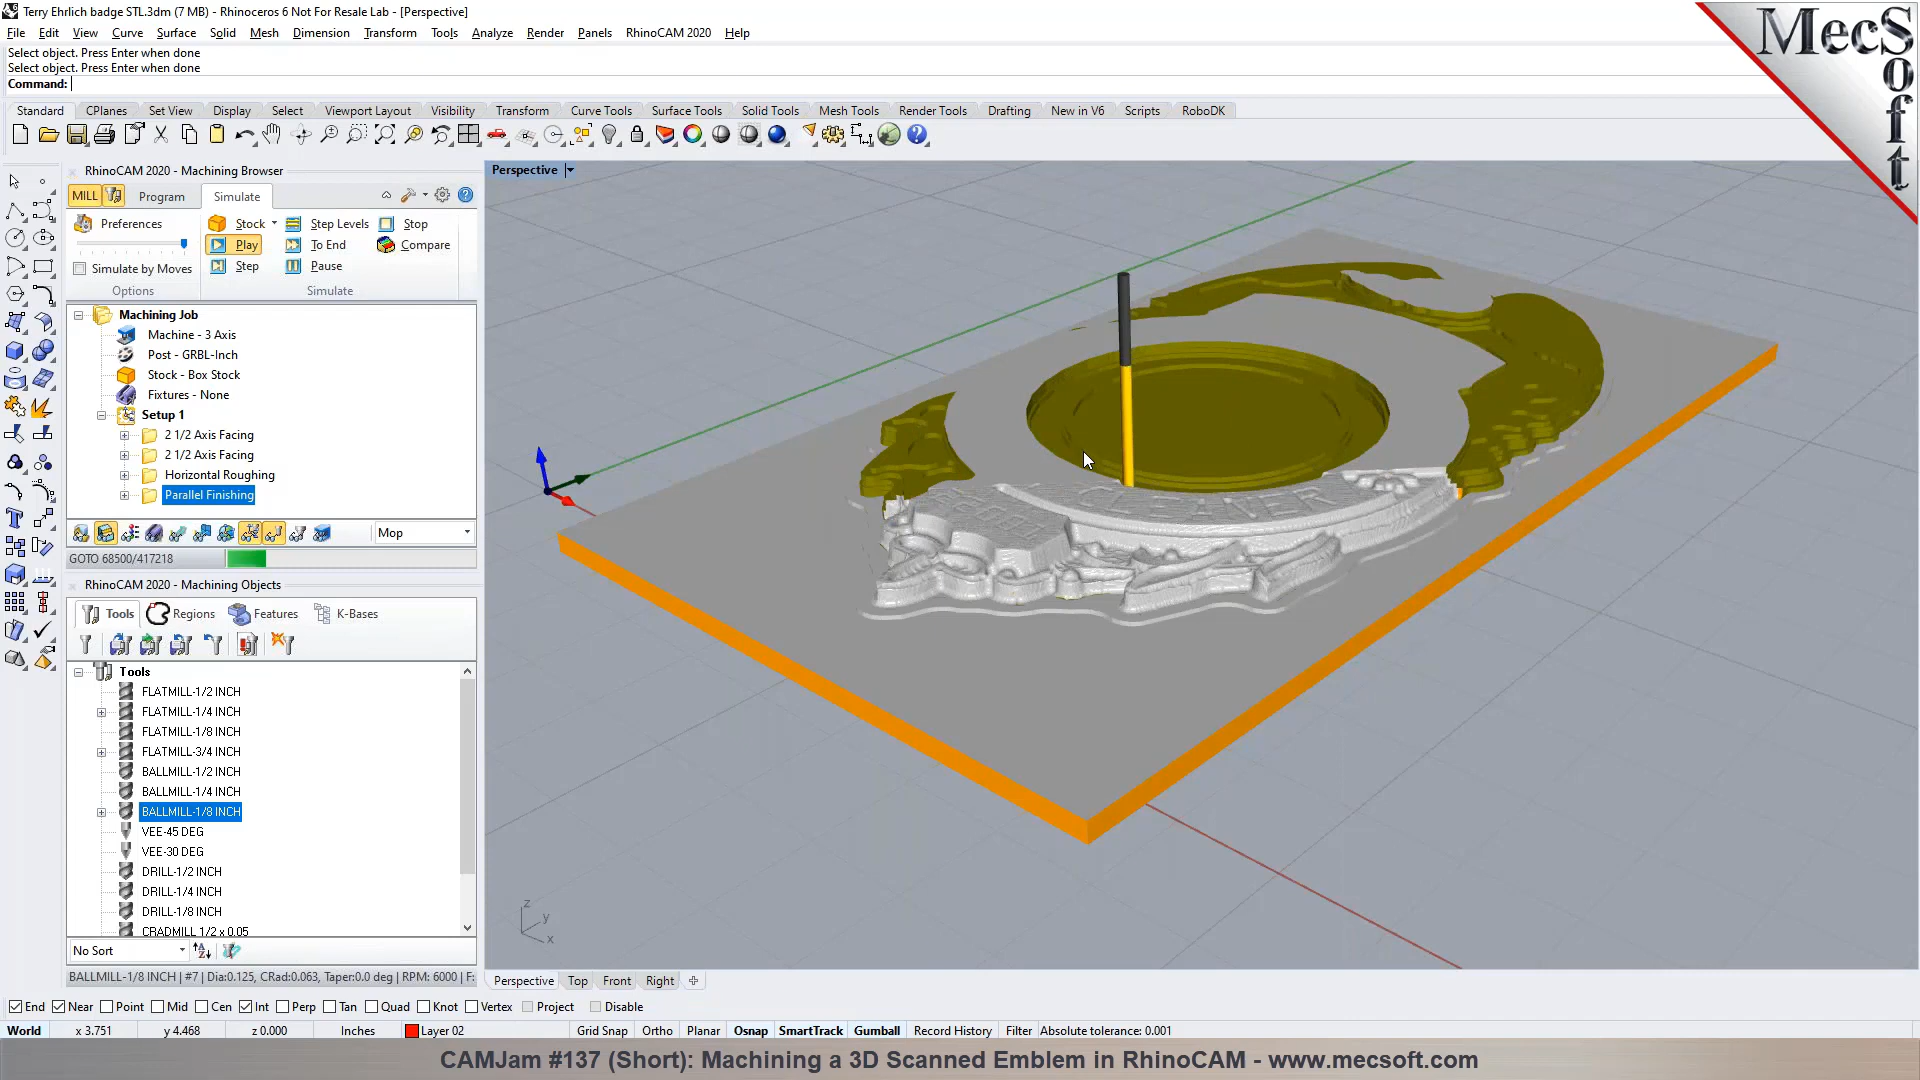 Terry Ehrlich badge STL.3dm (7 MB) - Rhinoceros 6 Not For Resale Lab - [Perspective]
File Edit View Curve Surface Solid Mesh Dimension Transform Tools Analyze Render Panels RhinoCAM 2020 Help
Select object. Press Enter when done
Select object. Press Enter when done
Command:
Standard CPlanes Set View Display Select Viewport Layout Visibility Transform Curve Tools Surface Tools Solid Tools Mesh Tools Render Tools Drafting New in V6 Scripts RoboDK
MecSoft
RhinoCAM 2020 - Machining Browser
MILL Program Simulate
Preferences Stock Step Levels Stop
Play To End Compare
Simulate by Moves Step Pause
Options Simulate
Machining Job
Machine - 3 Axis
Post - GRBL-Inch
Stock - Box Stock
Fixtures - None
Setup 1
2 1/2 Axis Facing
2 1/2 Axis Facing
Horizontal Roughing
Parallel Finishing
Mop
GOTO 68500/417218
RhinoCAM 2020 - Machining Objects
Tools Regions Features K-Bases
Tools
FLATMILL-1/2 INCH
FLATMILL-1/4 INCH
FLATMILL-1/8 INCH
FLATMILL-3/4 INCH
BALLMILL-1/2 INCH
BALLMILL-1/4 INCH
BALLMILL-1/8 INCH
VEE-45 DEG
VEE-30 DEG
DRILL-1/2 INCH
DRILL-1/4 INCH
DRILL-1/8 INCH
CRADMILL 1/2 x 0.05
No Sort
BALLMILL-1/8 INCH | #7 | Dia:0.125, CRad:0.063, Taper:0.0 deg | RPM: 6000 | F:
Perspective
z
y
x
Perspective Top Front Right
End Near Point Mid Cen Int Perp Tan Quad Knot Vertex Project Disable
World x 3.751 y 4.468 z 0.000 Inches Layer 02 Grid Snap Ortho Planar Osnap SmartTrack Gumball Record History Filter Absolute tolerance: 0.001
CAMJam #137 (Short): Machining a 3D Scanned Emblem in RhinoCAM - www.mecsoft.com